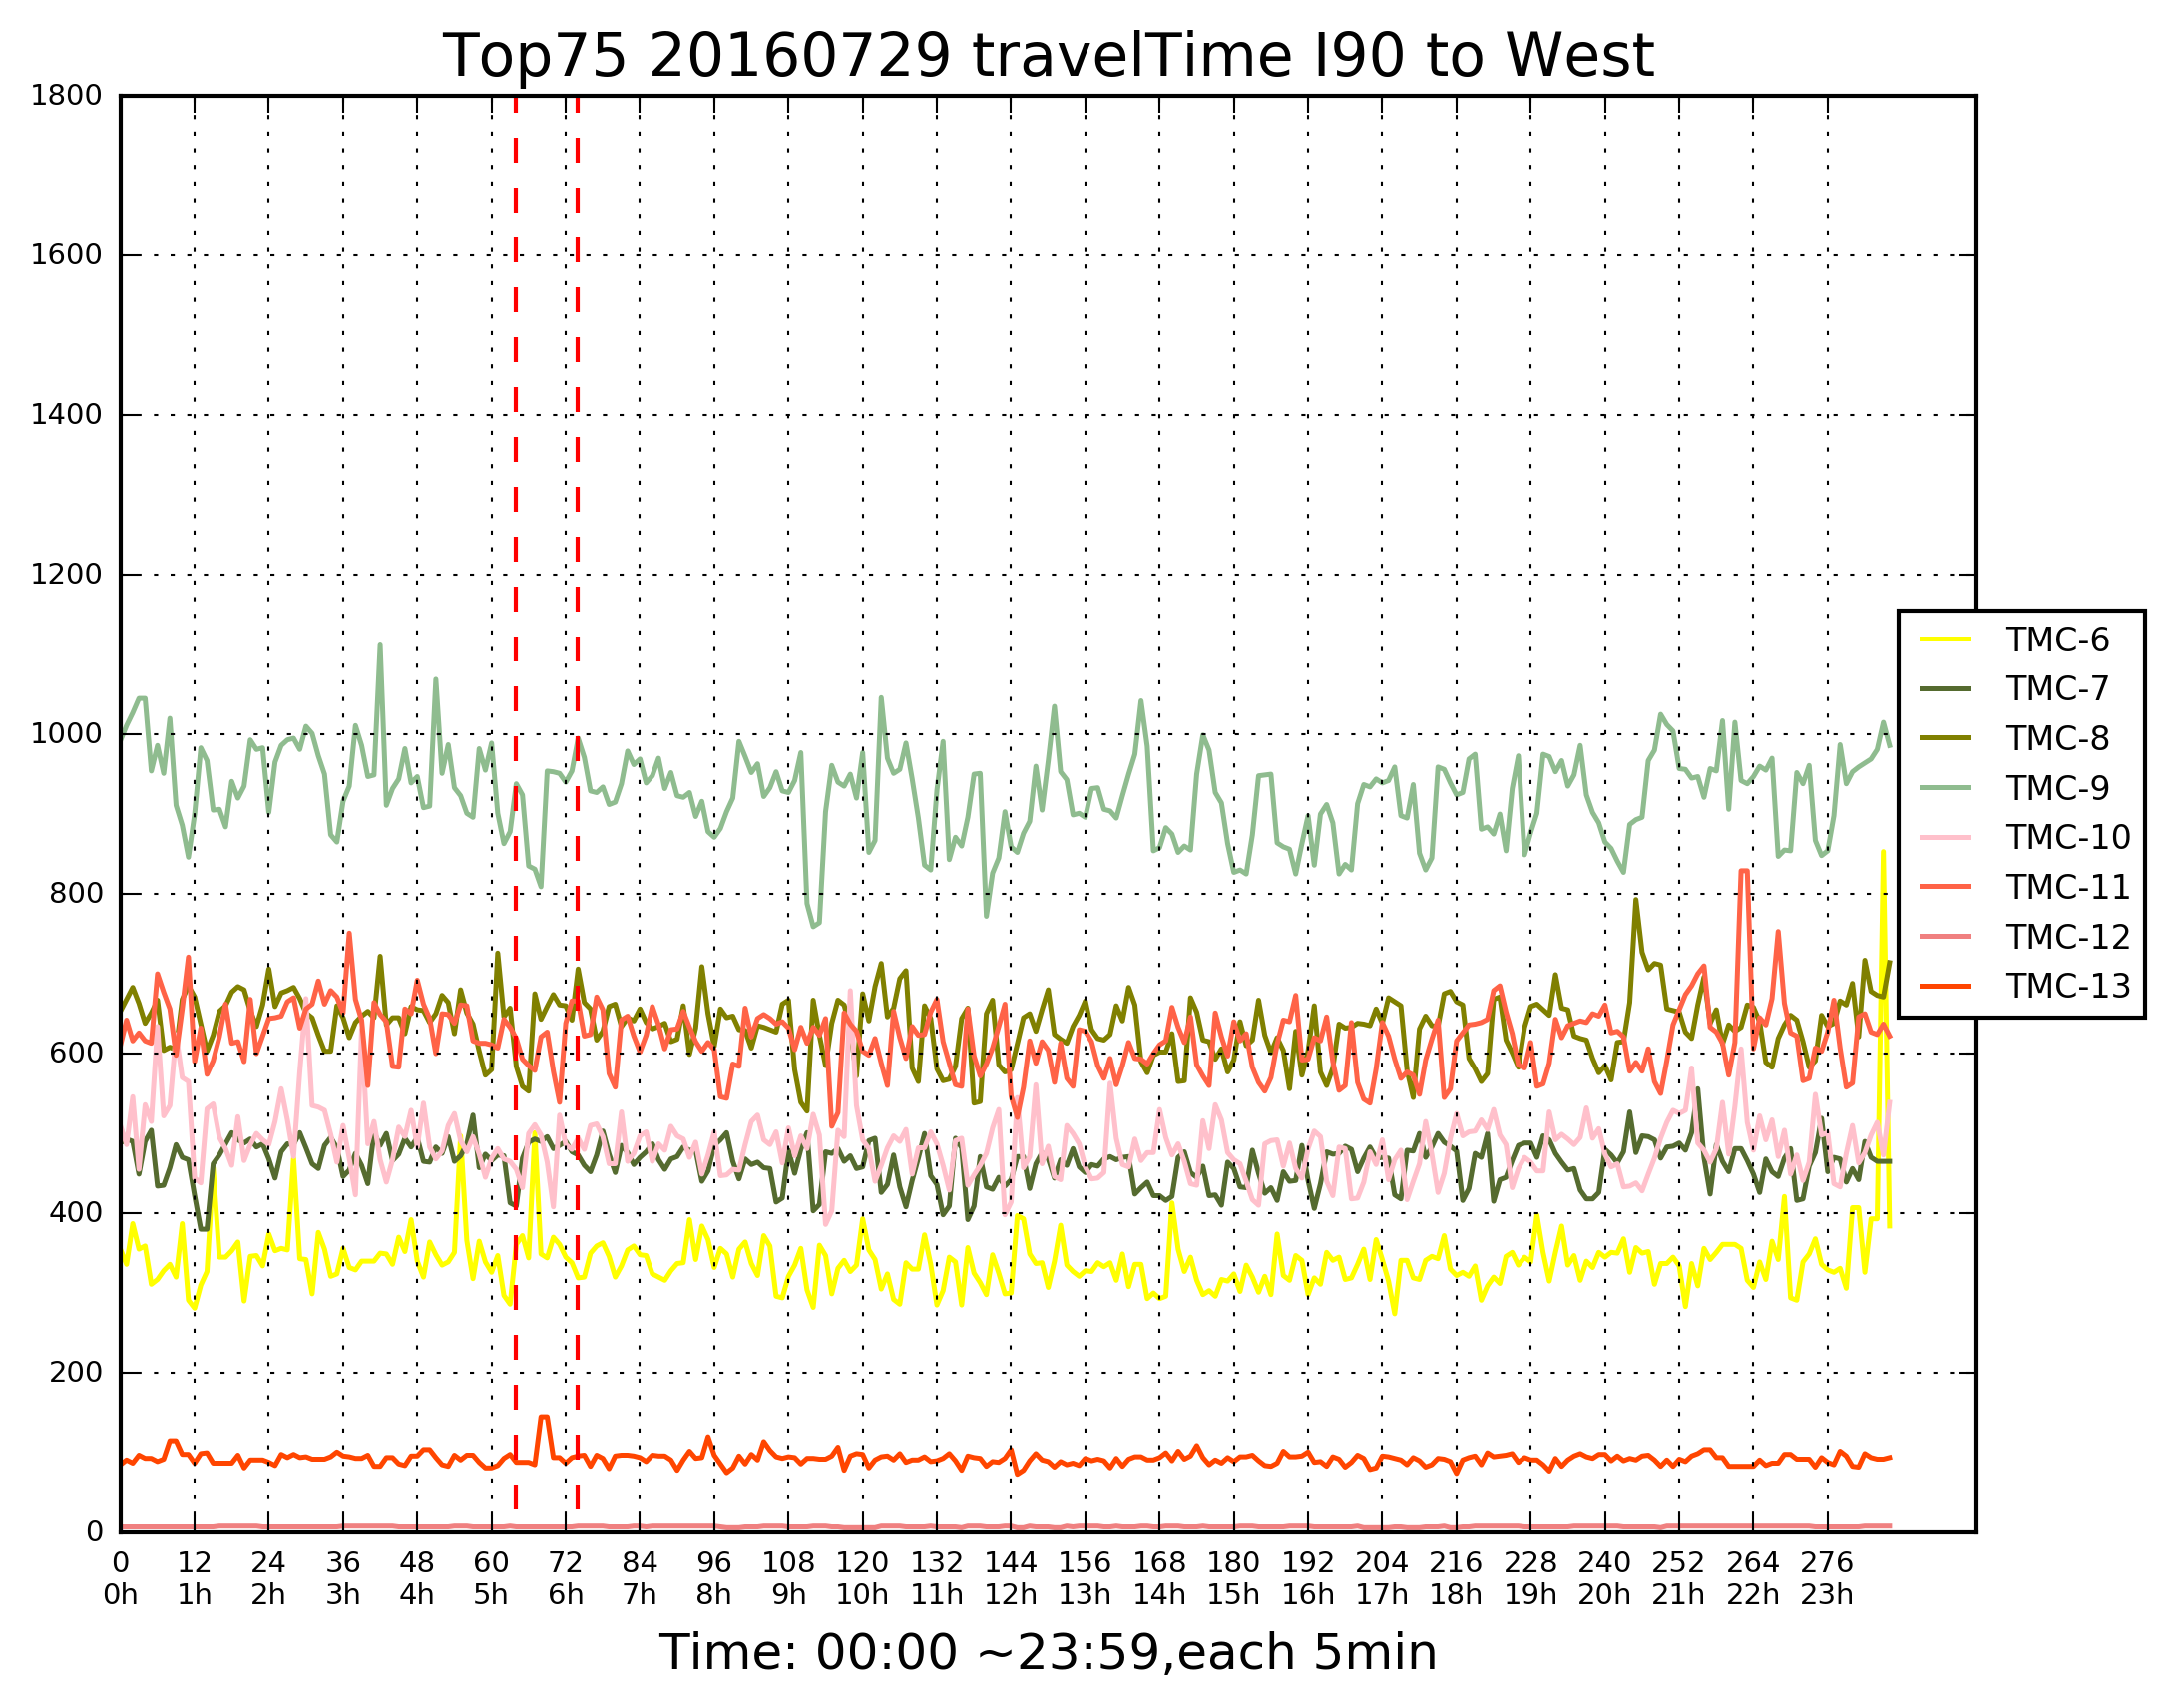 Top75 20160729 travelTime I90 to West
1800
1600
1400
1200
1000
800
600
400
200
0
TMC-6
TMC-7
TMC-8
TMC-9
TMC-10
TMC-11
TMC-12
TMC-13
0 12 24 36 48 60 72 84 96 108 120 132 144 156 168 180 192 204 216 228 240 252 264 276
0h 1h 2h 3h 4h 5h 6h 7h 8h 9h 10h 11h 12h 13h 14h 15h 16h 17h 18h 19h 20h 21h 22h 23h
Time: 00:00 ~23:59,each 5min